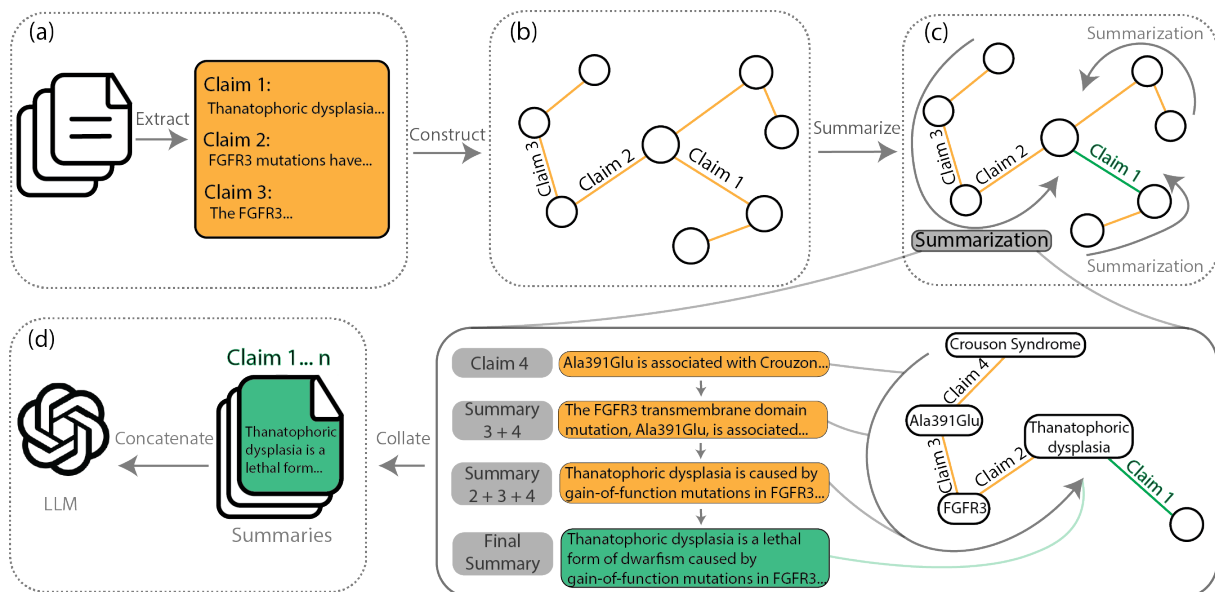 (a)
Extract
Claim 1:
Thanatophoric dysplasia...
Claim 2:
FGFR3 mutations have...
Claim 3:
The FGFR3...
Construct
(b)
Claim 3
Claim 2
Claim 1
Summarize
(c)
Summarization
Claim 3
Claim 2
Claim 1
Summarization
Summarization
(d)
Claim 1... n
Thanatophoric
dysplasia is a
lethal form...
Summaries
Concatenate
LLM
Collate
Claim 4
Ala391Glu is associated with Crouzon...
Summary
3 + 4
The FGFR3 transmembrane domain
mutation, Ala391Glu, is associated...
Summary
2 + 3 + 4
Thanatophoric dysplasia is caused by
gain-of-function mutations in FGFR3...
Final
Summary
Thanatophoric dysplasia is a lethal
form of dwarfism caused by
gain-of-function mutations in FGFR3...
Crouson Syndrome
Claim 4
Ala391Glu
Claim 3
FGFR3
Claim 2
Thanatophoric
dysplasia
Claim 1